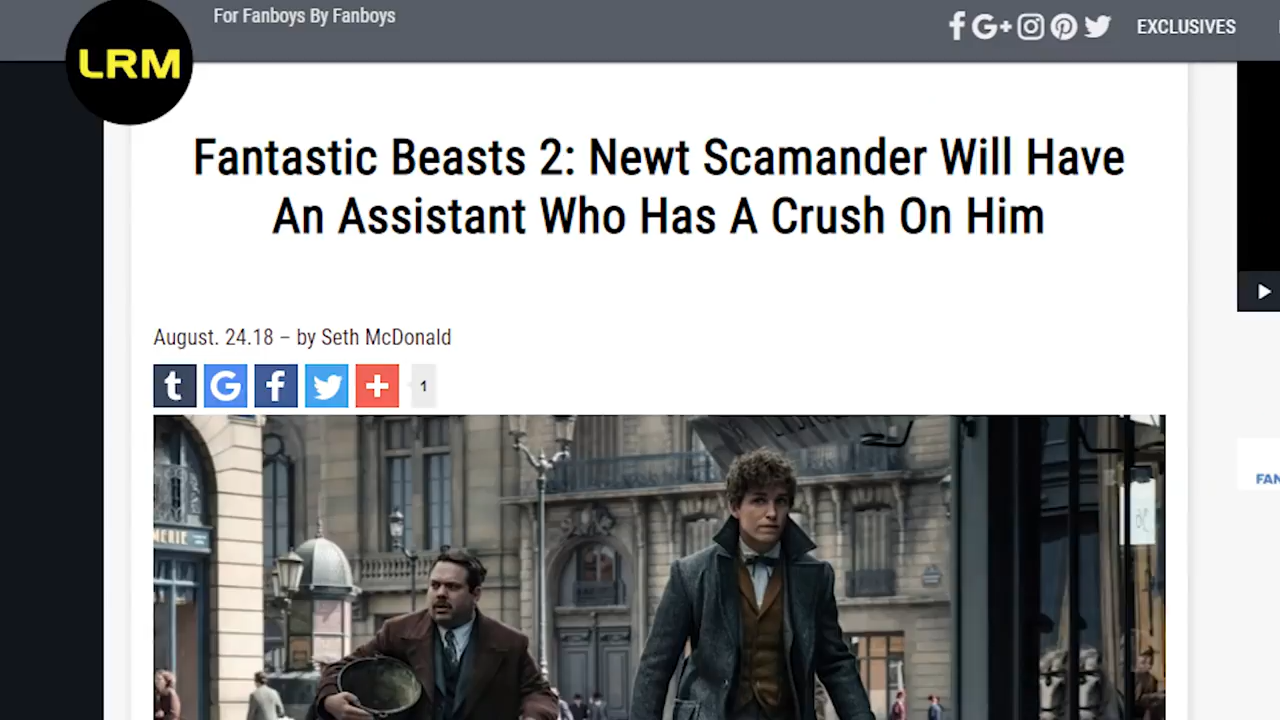 For Fanboys By Fanboys
LRM
EXCLUSIVES
Fantastic Beasts 2: Newt Scamander Will Have
An Assistant Who Has A Crush On Him
August. 24.18 – by Seth McDonald
1
FAN